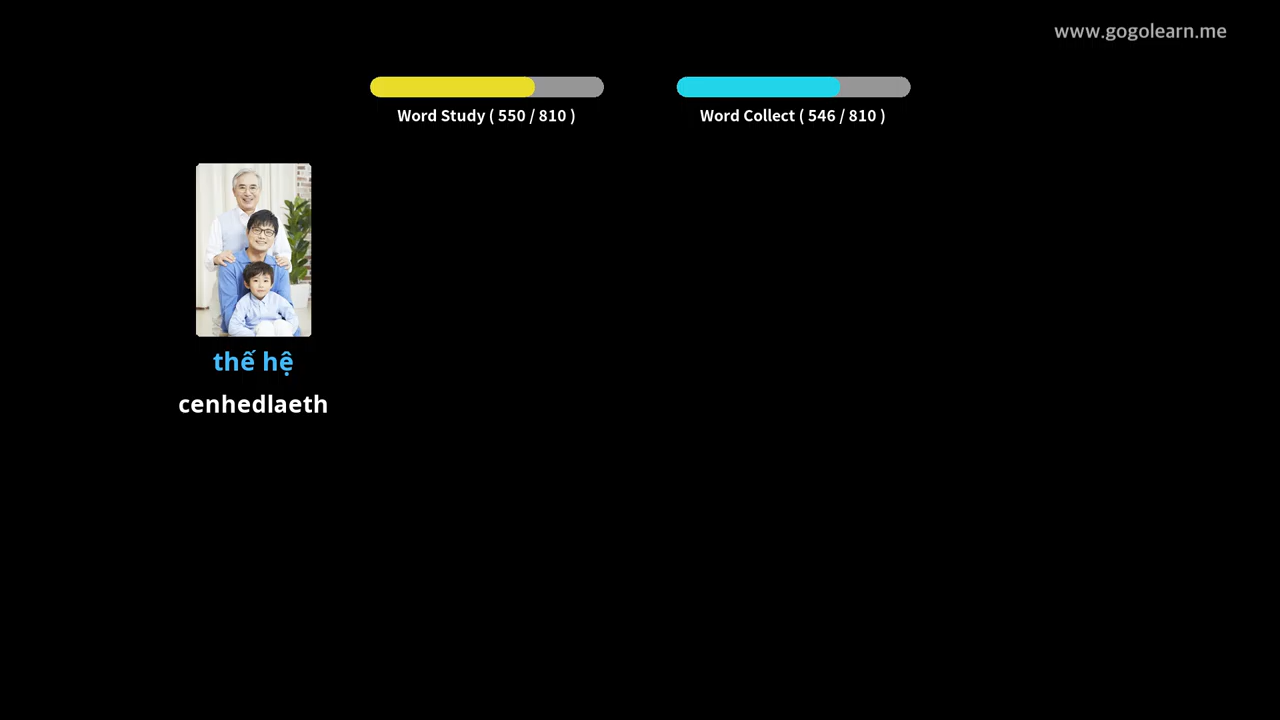 www.gogolearn.me
Word Study ( 550 / 810 )
Word Collect ( 546 / 810 )
thế hệ
cenhedlaeth